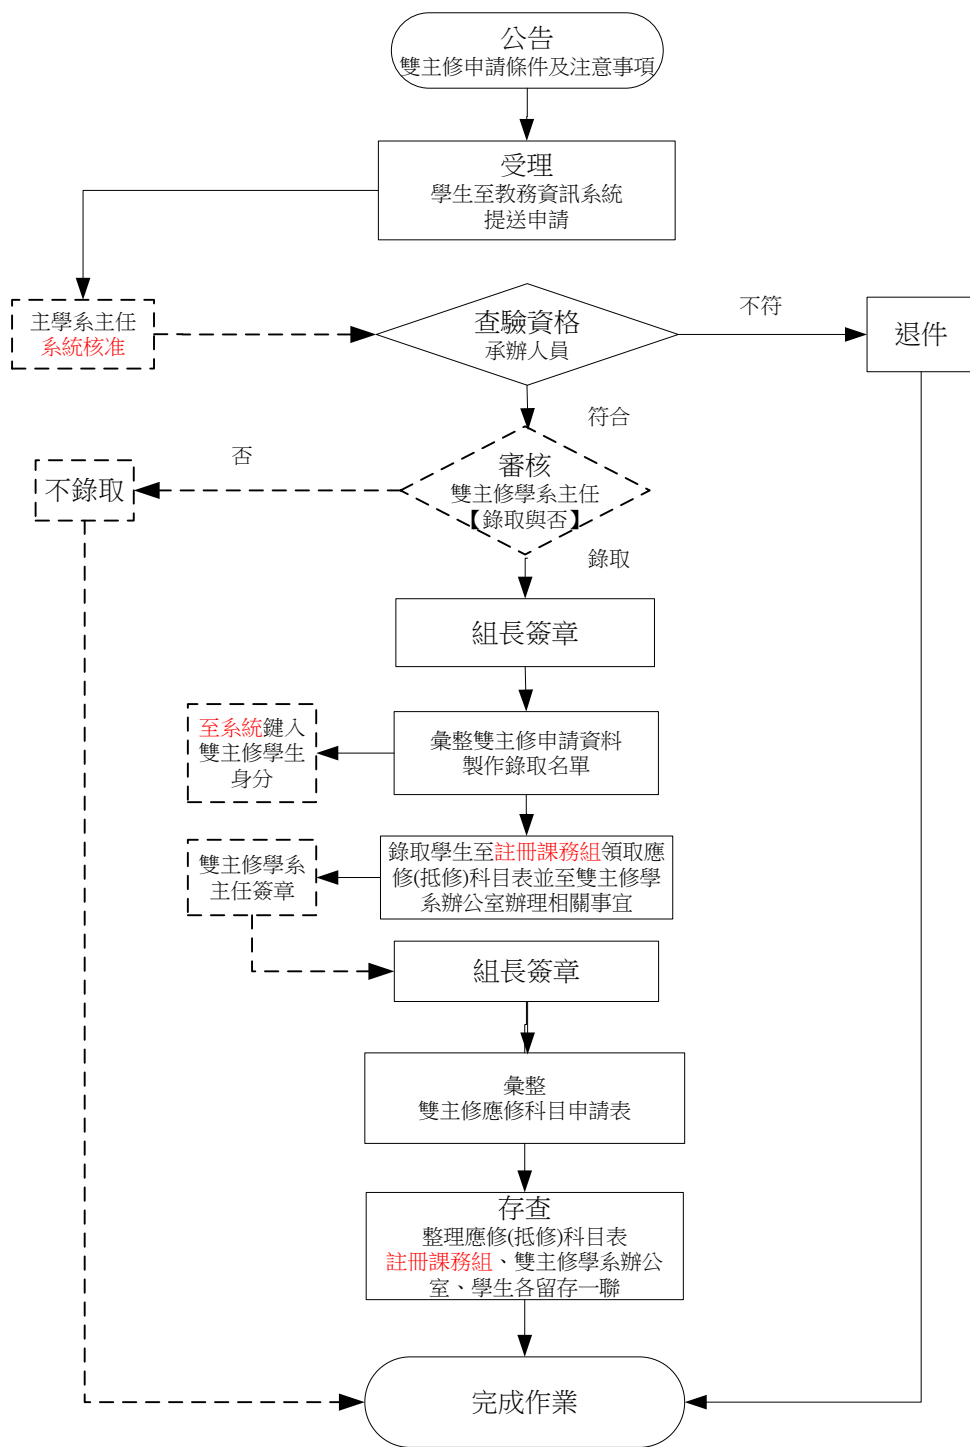 公告
雙主修申請條件及注意事項
受理
學生至教務資訊系統
提送申請
主學系主任
系統核准
查驗資格
承辦人員
不符
退件
符合
否
不錄取
審核
雙主修學系主任
【錄取與否】
錄取
組長簽章
至系統鍵入
雙主修學生
身分
彙整雙主修申請資料
製作錄取名單
雙主修學系
主任簽章
錄取學生至註冊課務組領取應
修(抵修)科目表並至雙主修學
系辦公室辦理相關事宜
組長簽章
彙整
雙主修應修科目申請表
存查
整理應修(抵修)科目表
註冊課務組、雙主修學系辦公
室、學生各留存一聯
完成作業